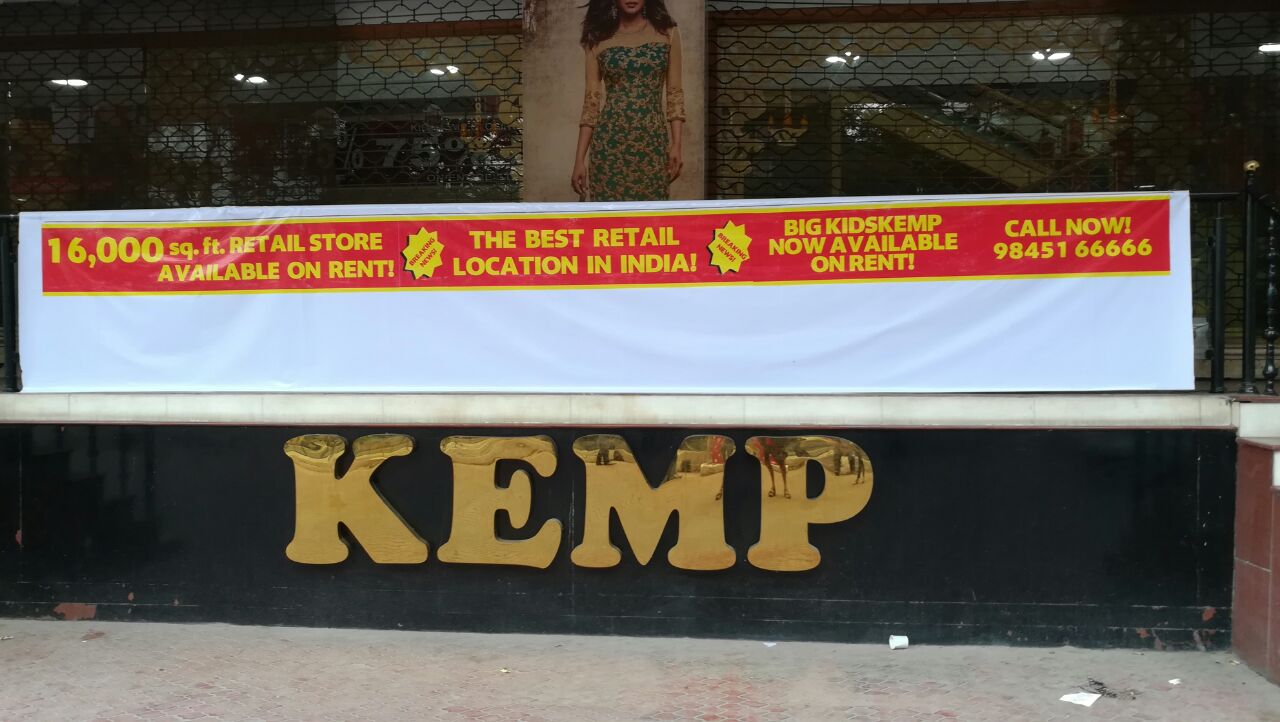 75%
16,000 sq. ft. RETAIL STORE
AVAILABLE ON RENT!
BREAKING
NEWS!
THE BEST RETAIL
LOCATION IN INDIA!
BREAKING
NEWS!
BIG KIDSKEMP
NOW AVAILABLE
ON RENT!
CALL NOW!
98451 66666
KEMP